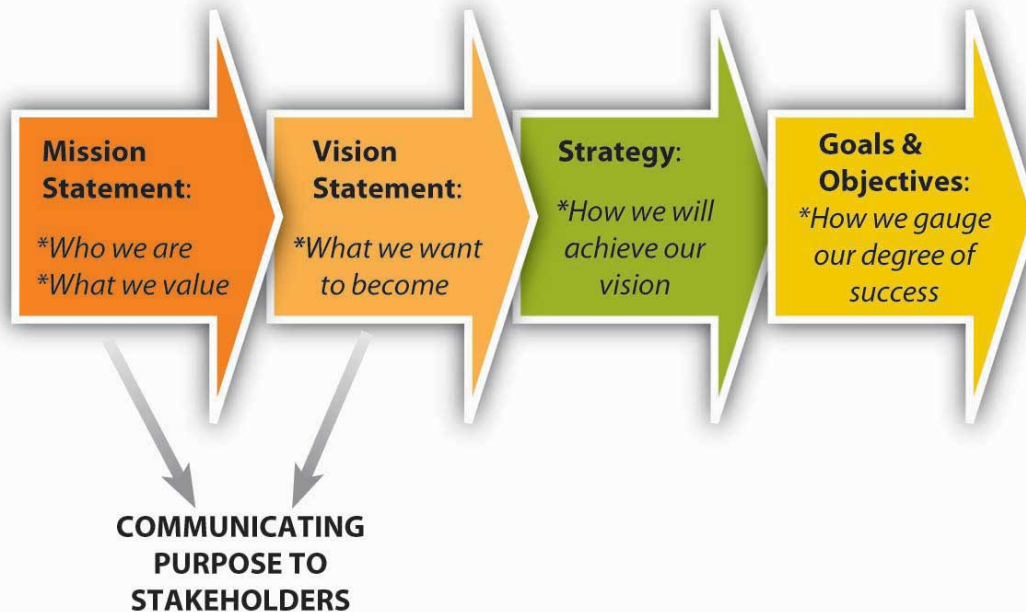 Mission
Statement:
*Who we are
*What we value
Vision
Statement:
*What we want
to become
Strategy:
*How we will
achieve our
vision
Goals &
Objectives:
*How we gauge
our degree of
success
COMMUNICATING
PURPOSE TO
STAKEHOLDERS